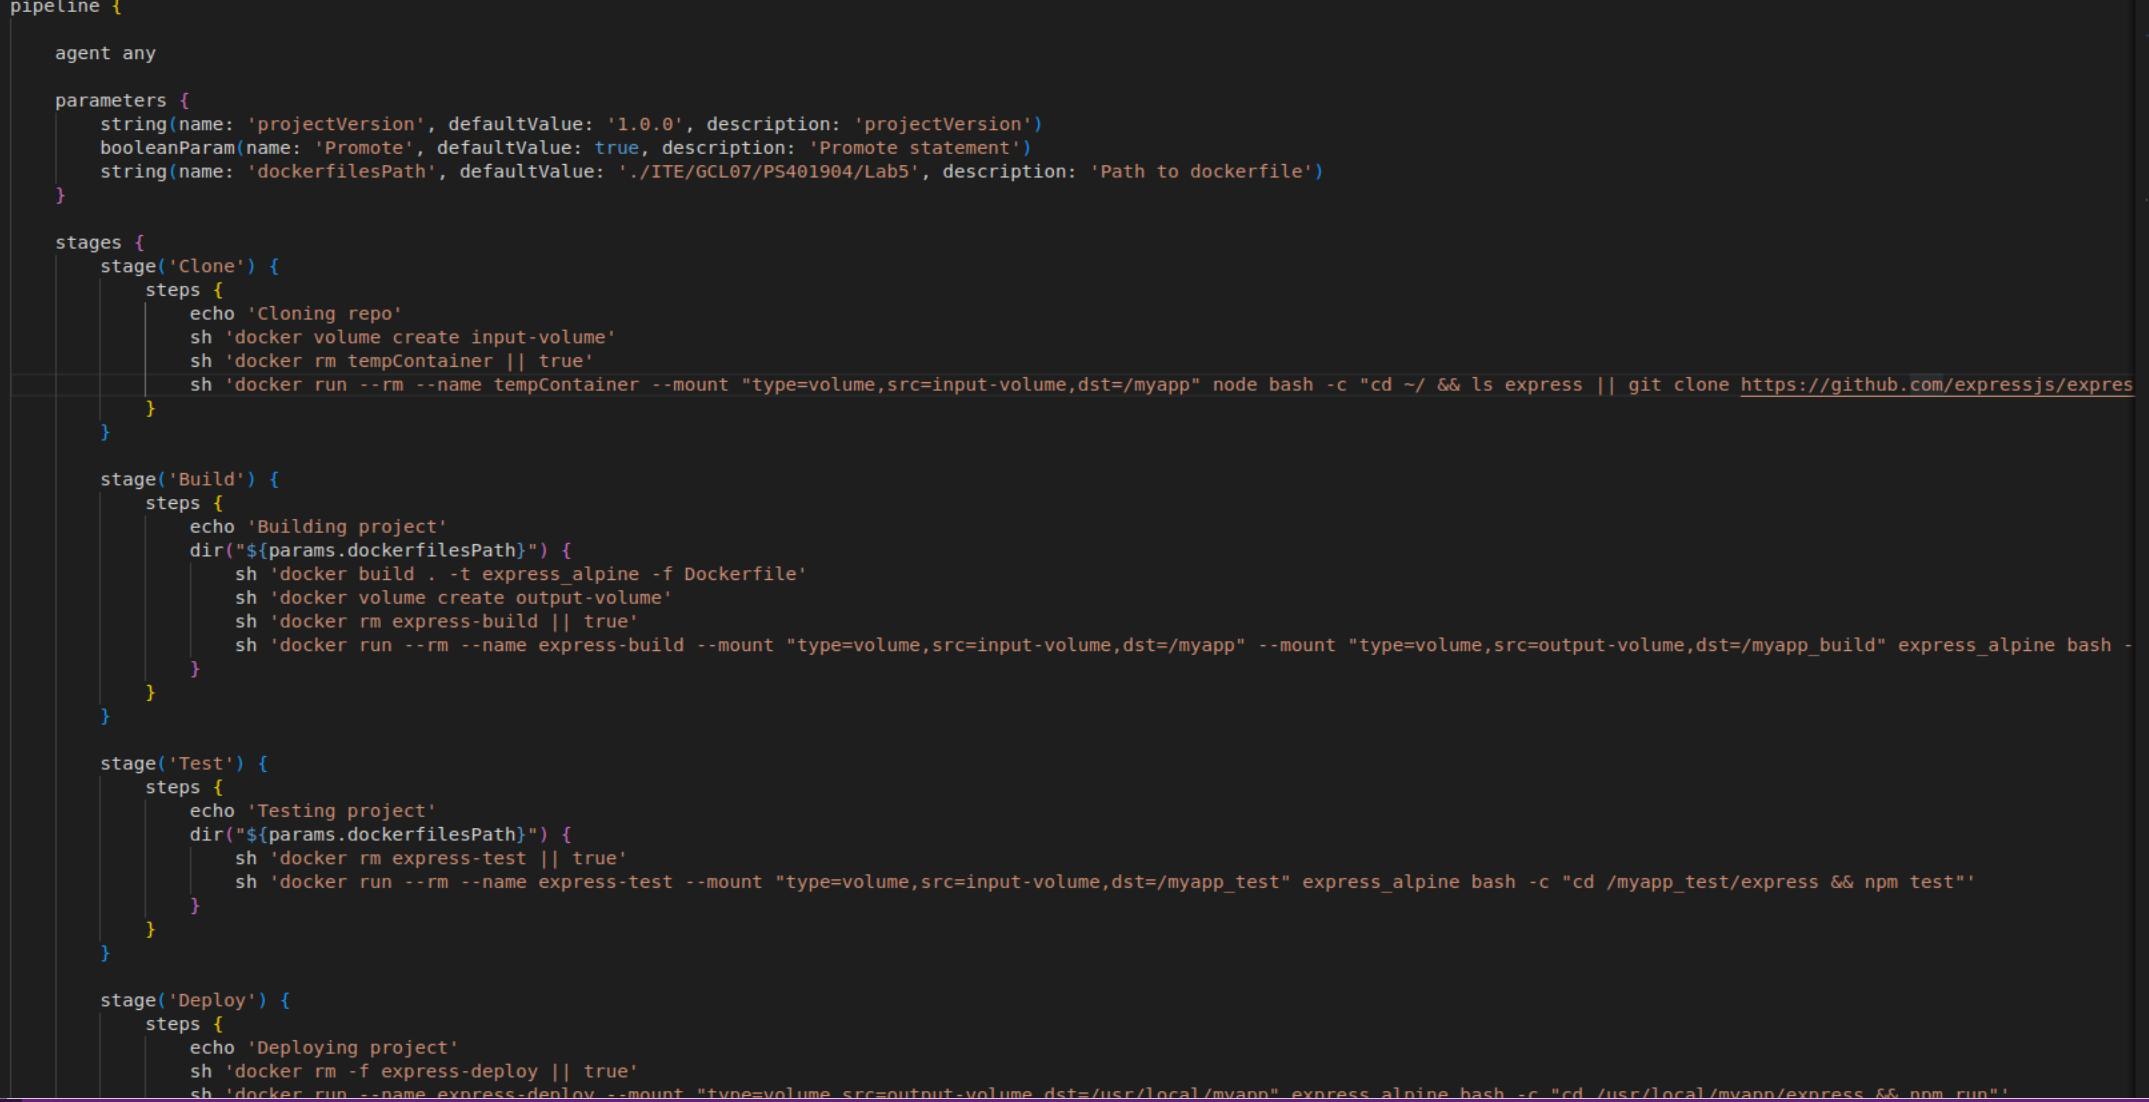 pipeline {
agent any
parameters {
string(name: 'projectVersion', defaultValue: '1.0.0', description: 'projectVersion')
booleanParam(name: 'Promote', defaultValue: true, description: 'Promote statement')
string(name: 'dockerfilesPath', defaultValue: './ITE/GCL07/PS401904/Lab5', description: 'Path to dockerfile')
}
stages {
stage('Clone') {
steps {
echo 'Cloning repo'
sh 'docker volume create input-volume'
sh 'docker rm tempContainer || true'
sh 'docker run --rm --name tempContainer --mount "type=volume,src=input-volume,dst=/myapp" node bash -c "cd ~/ && ls express || git clone https://github.com/expressjs/expres
}
}
stage('Build') {
steps {
echo 'Building project'
dir("${params.dockerfilesPath}") {
sh 'docker build . -t express_alpine -f Dockerfile'
sh 'docker volume create output-volume'
sh 'docker rm express-build || true'
sh 'docker run --rm --name express-build --mount "type=volume,src=input-volume,dst=/myapp" --mount "type=volume,src=output-volume,dst=/myapp_build" express_alpine bash -
}
}
}
stage('Test') {
steps {
echo 'Testing project'
dir("${params.dockerfilesPath}") {
sh 'docker rm express-test || true'
sh 'docker run --rm --name express-test --mount "type=volume,src=input-volume,dst=/myapp_test" express_alpine bash -c "cd /myapp_test/express && npm test"'
}
}
}
stage('Deploy') {
steps {
echo 'Deploying project'
sh 'docker rm -f express-deploy || true'
sh 'docker run --name express-deploy --mount "type=volume,src=output-volume,dst=/usr/local/myapp" express_alpine bash -c "cd /usr/local/myapp/express && npm run"'